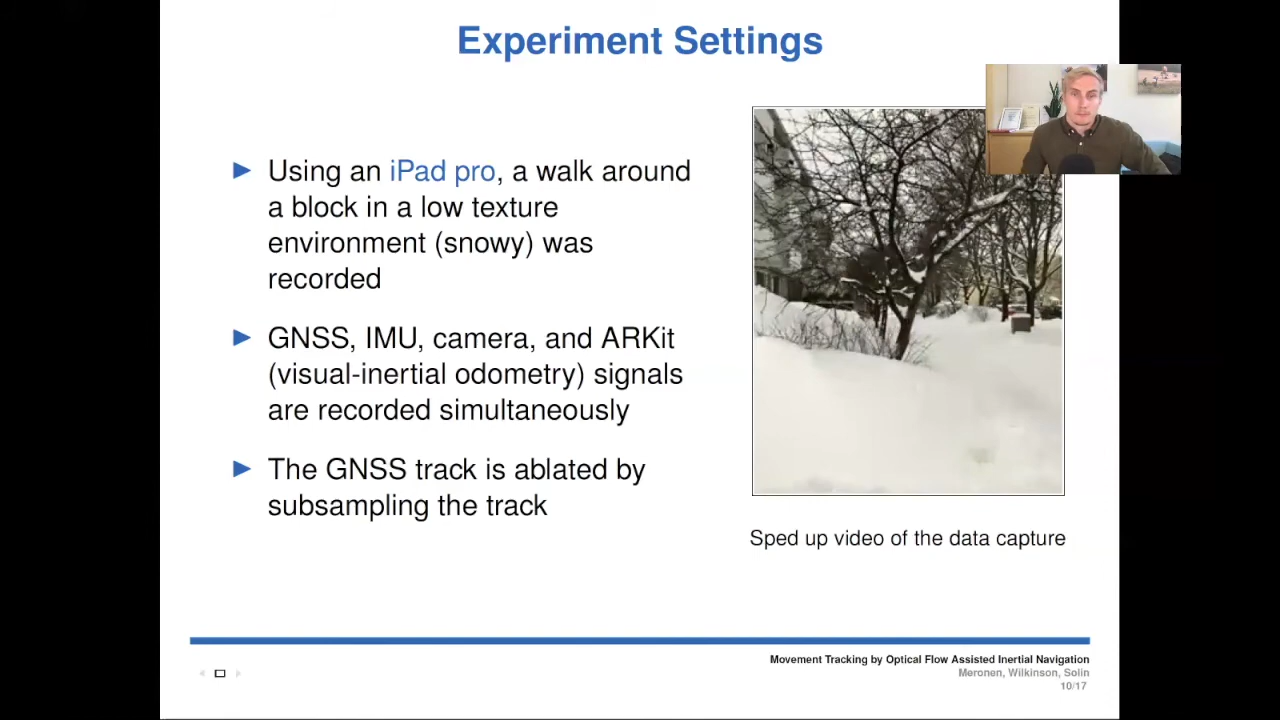 Experiment Settings
Using an iPad pro, a walk around
a block in a low texture
environment (snowy) was
recorded
GNSS, IMU, camera, and ARKit
(visual-inertial odometry) signals
are recorded simultaneously
The GNSS track is ablated by
subsampling the track
Sped up video of the data capture
Movement Tracking by Optical Flow Assisted Inertial Navigation
Meronen, Wilkinson, Solin
10/17